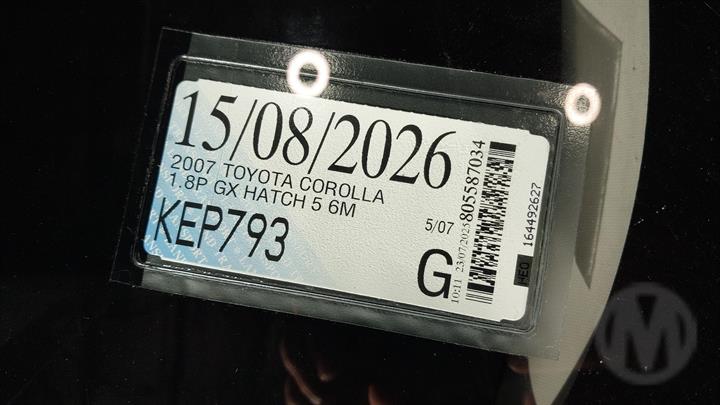 15/08/2026
2007 TOYOTA COROLLA
1.8P GX HATCH 5 6M
KEP793
5/07
G
10:11 23/07/2025
805587034
HEO
164492627
M